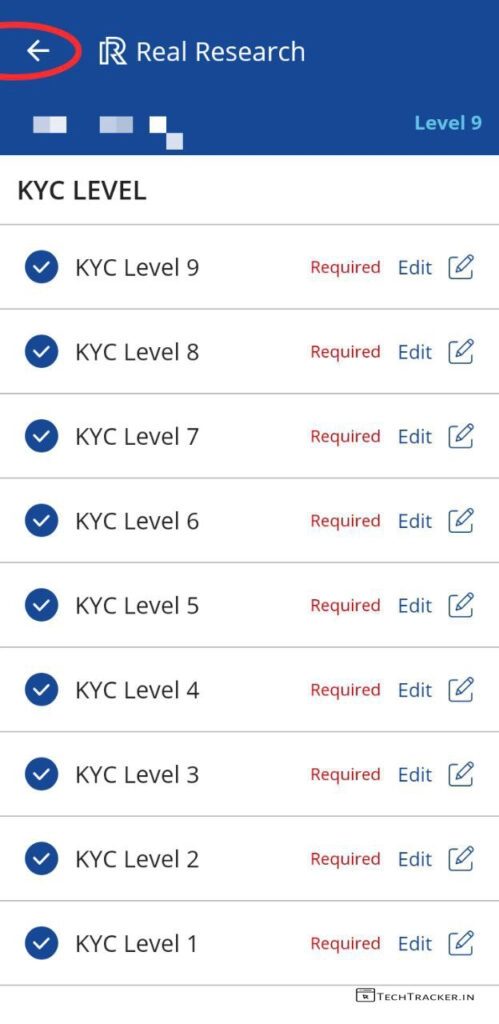 Real Research
Level 9
KYC LEVEL
KYC Level 9 Required Edit
KYC Level 8 Required Edit
KYC Level 7 Required Edit
KYC Level 6 Required Edit
KYC Level 5 Required Edit
KYC Level 4 Required Edit
KYC Level 3 Required Edit
KYC Level 2 Required Edit
KYC Level 1 Required Edit
TECHTRACKER.IN